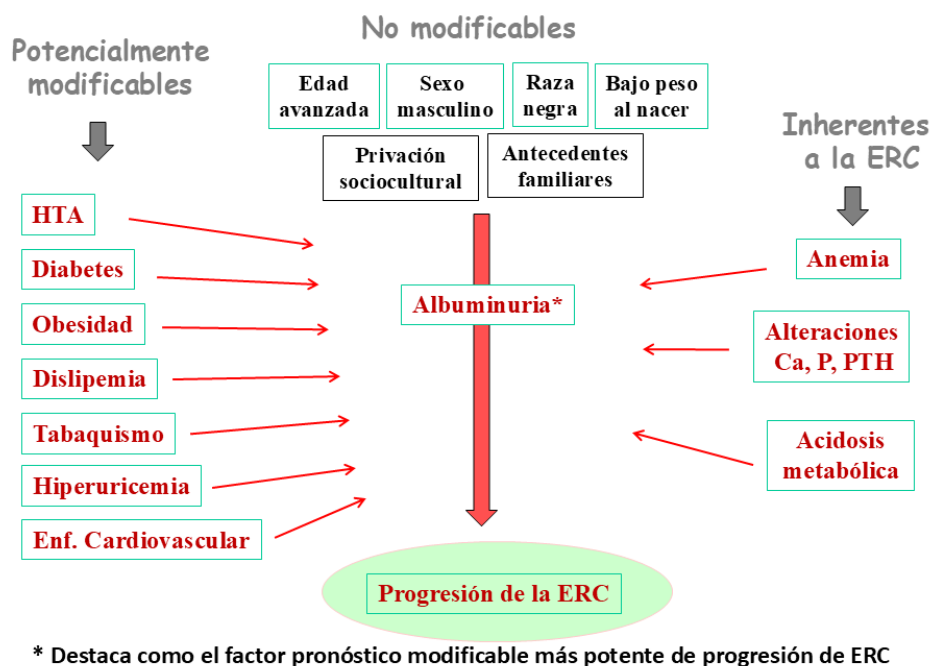 No modificables
Potencialmente
modificables
Edad
avanzada
Sexo
masculino
Raza
negra
Bajo peso
al nacer
Privación
sociocultural
Antecedentes
familiares
Inherentes
a la ERC
HTA
Diabetes
Obesidad
Dislipemia
Tabaquismo
Hiperuricemia
Enf. Cardiovascular
Albuminuria*
Anemia
Alteraciones
Ca, P, PTH
Acidosis
metabólica
Progresión de la ERC
* Destaca como el factor pronóstico modificable más potente de progresión de ERC